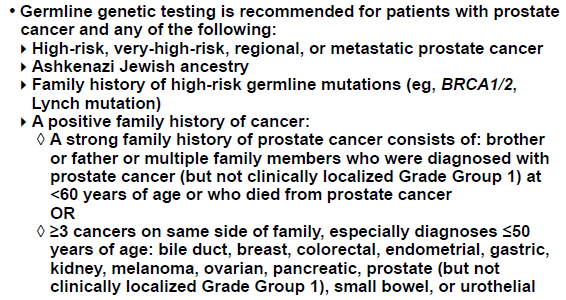 • Germline genetic testing is recommended for patients with prostate
cancer and any of the following:
▸ High-risk, very-high-risk, regional, or metastatic prostate cancer
▸ Ashkenazi Jewish ancestry
▸ Family history of high-risk germline mutations (eg, BRCA1/2,
Lynch mutation)
▸ A positive family history of cancer:
◊ A strong family history of prostate cancer consists of: brother
or father or multiple family members who were diagnosed with
prostate cancer (but not clinically localized Grade Group 1) at
<60 years of age or who died from prostate cancer
OR
◊ ≥3 cancers on same side of family, especially diagnoses ≤50
years of age: bile duct, breast, colorectal, endometrial, gastric,
kidney, melanoma, ovarian, pancreatic, prostate (but not
clinically localized Grade Group 1), small bowel, or urothelial